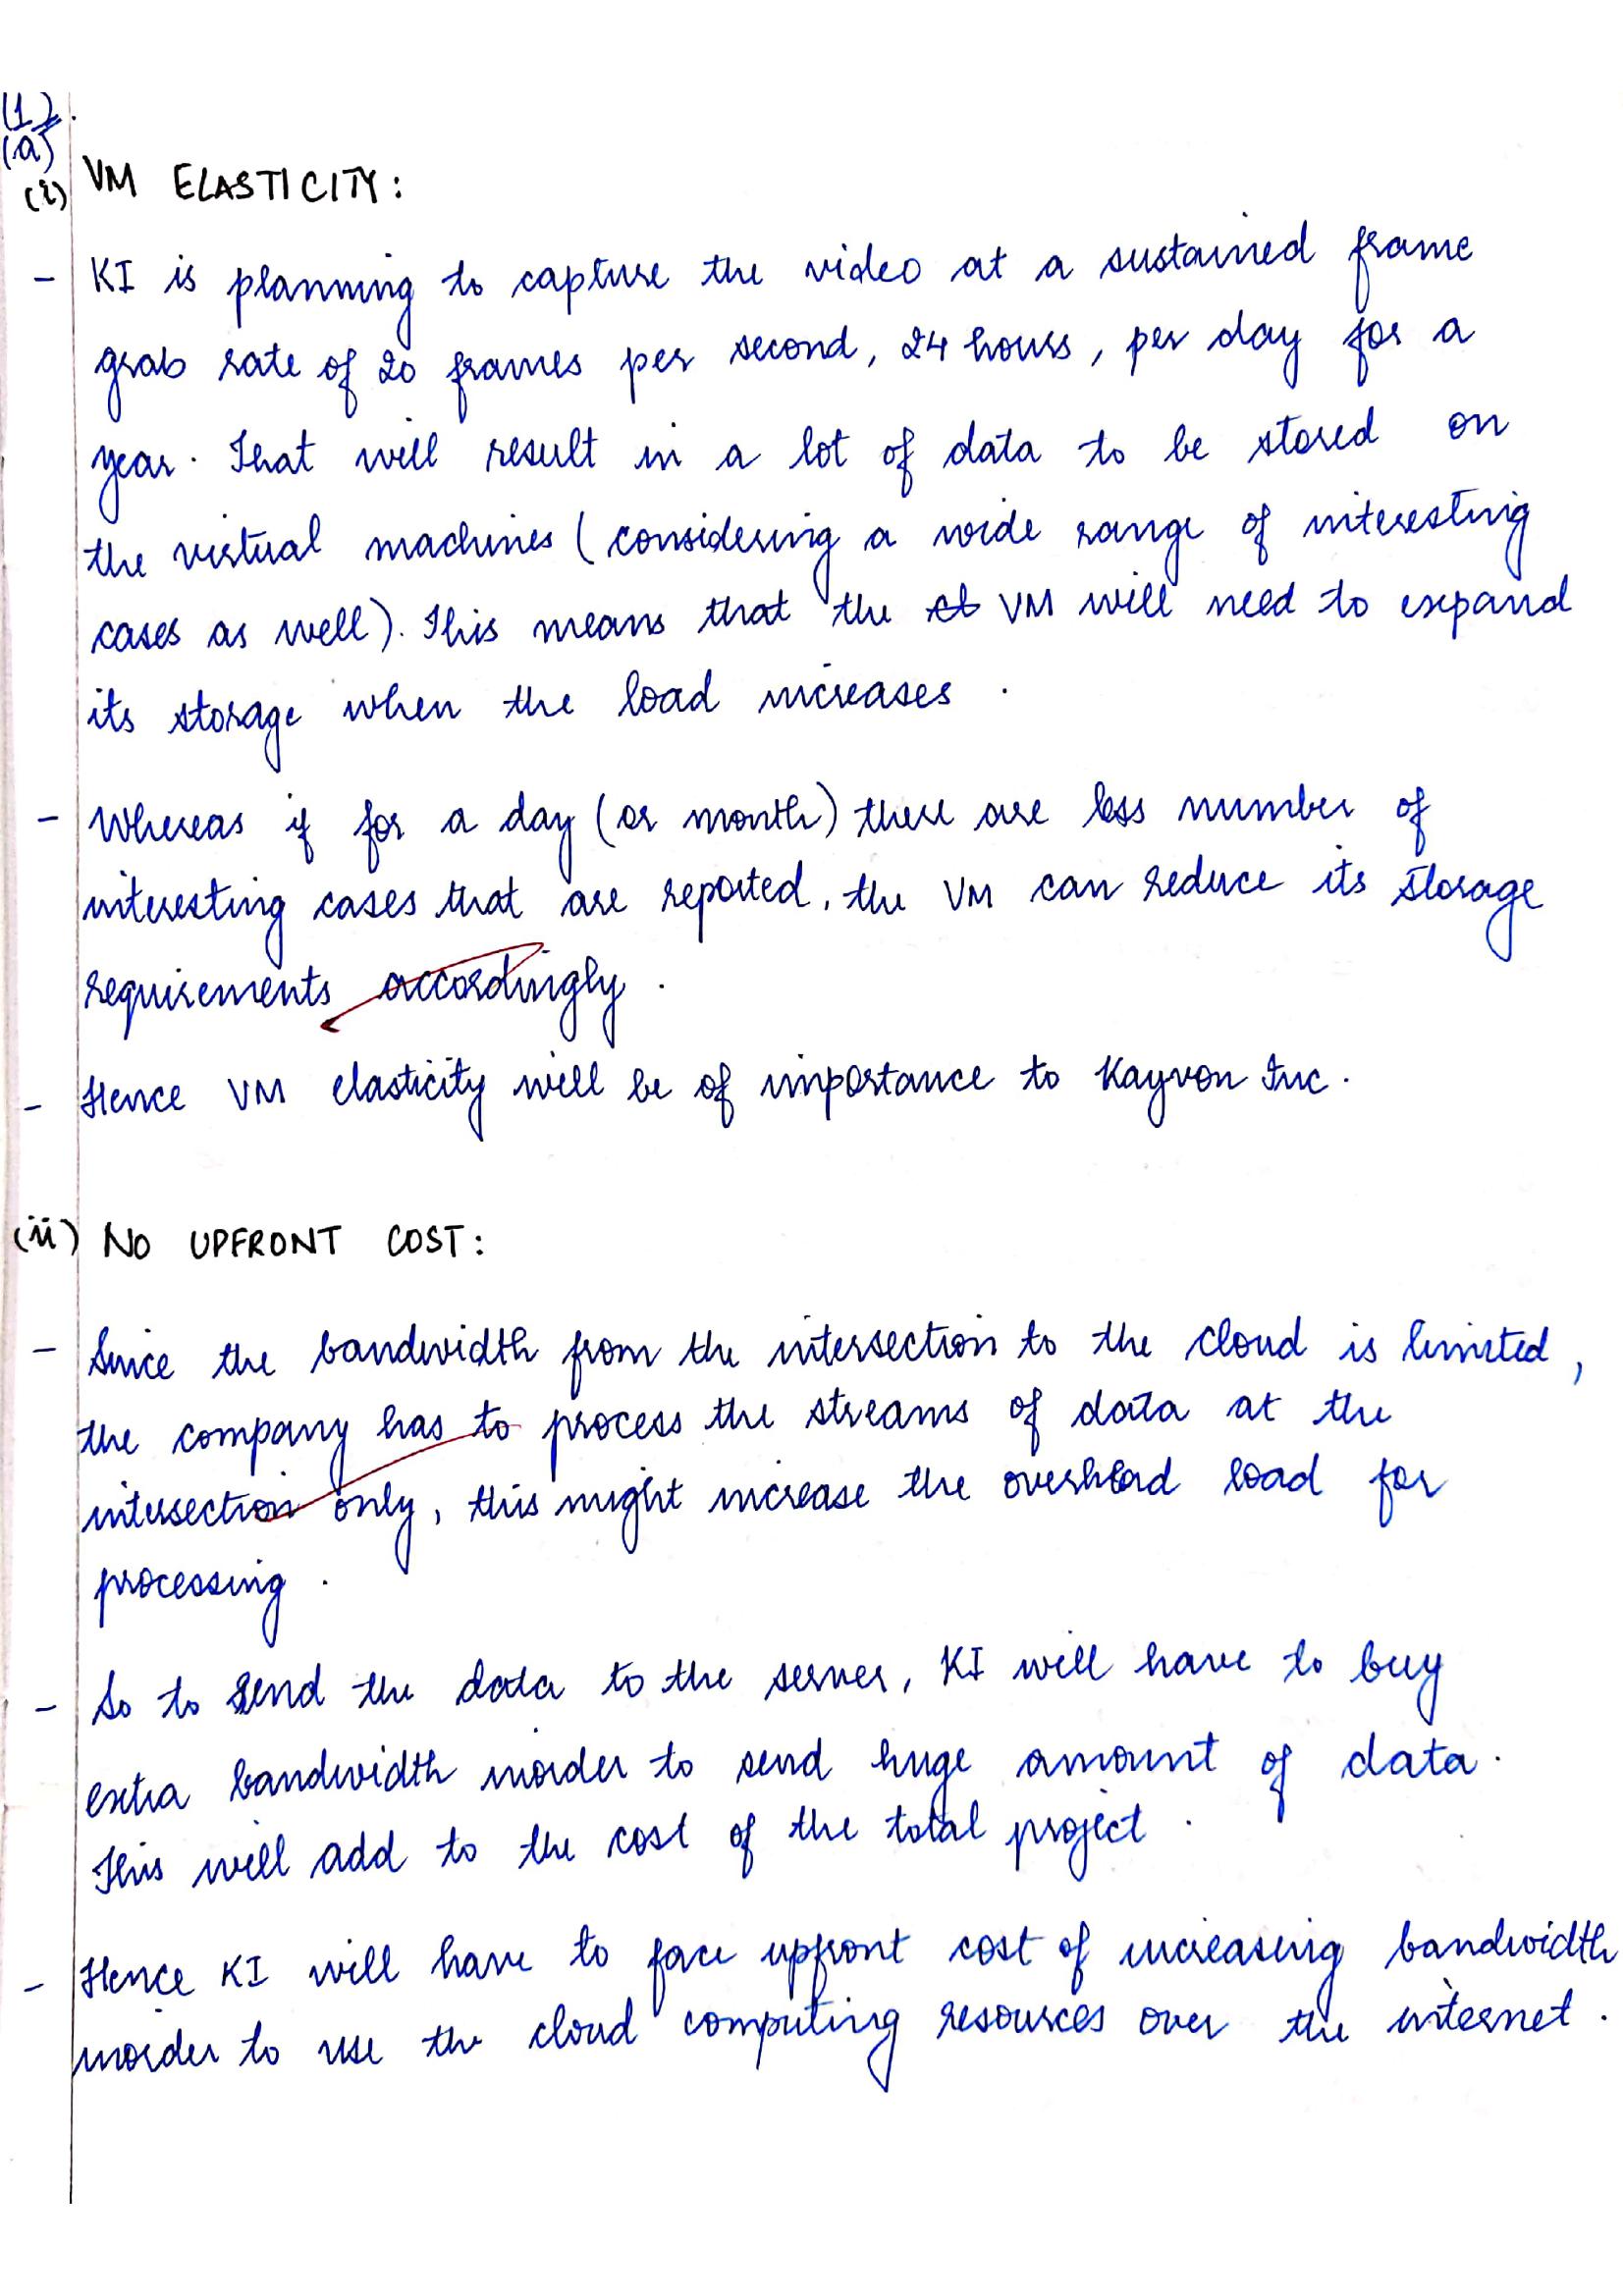 (1).
(a)
(i) VM ELASTICITY:
- KI is planning to capture the video at a sustained frame
grab rate of 20 frames per second, 24 hours, per day for a
year. That will result in a lot of data to be stored on
the virtual machines (considering a wide range of interesting
cases as well). This means that the VM will need to expand
its storage when the load increases.
- Whereas if for a day (or month) there are less number of
interesting cases that are reported, the VM can reduce its storage
requirements accordingly.
- Hence VM elasticity will be of importance to Kayvon Inc.
(ii) NO UPFRONT COST:
- Since the bandwidth from the intersection to the cloud is limited,
the company has to process the streams of data at the
intersection only, this might increase the overhead load for
processing.
- So to send the data to the server, KI will have to buy
extra bandwidth inorder to send huge amount of data.
This will add to the cost of the total project.
- Hence KI will have to face upfront cost of increasing bandwidth
inorder to use the cloud computing resources over the internet.